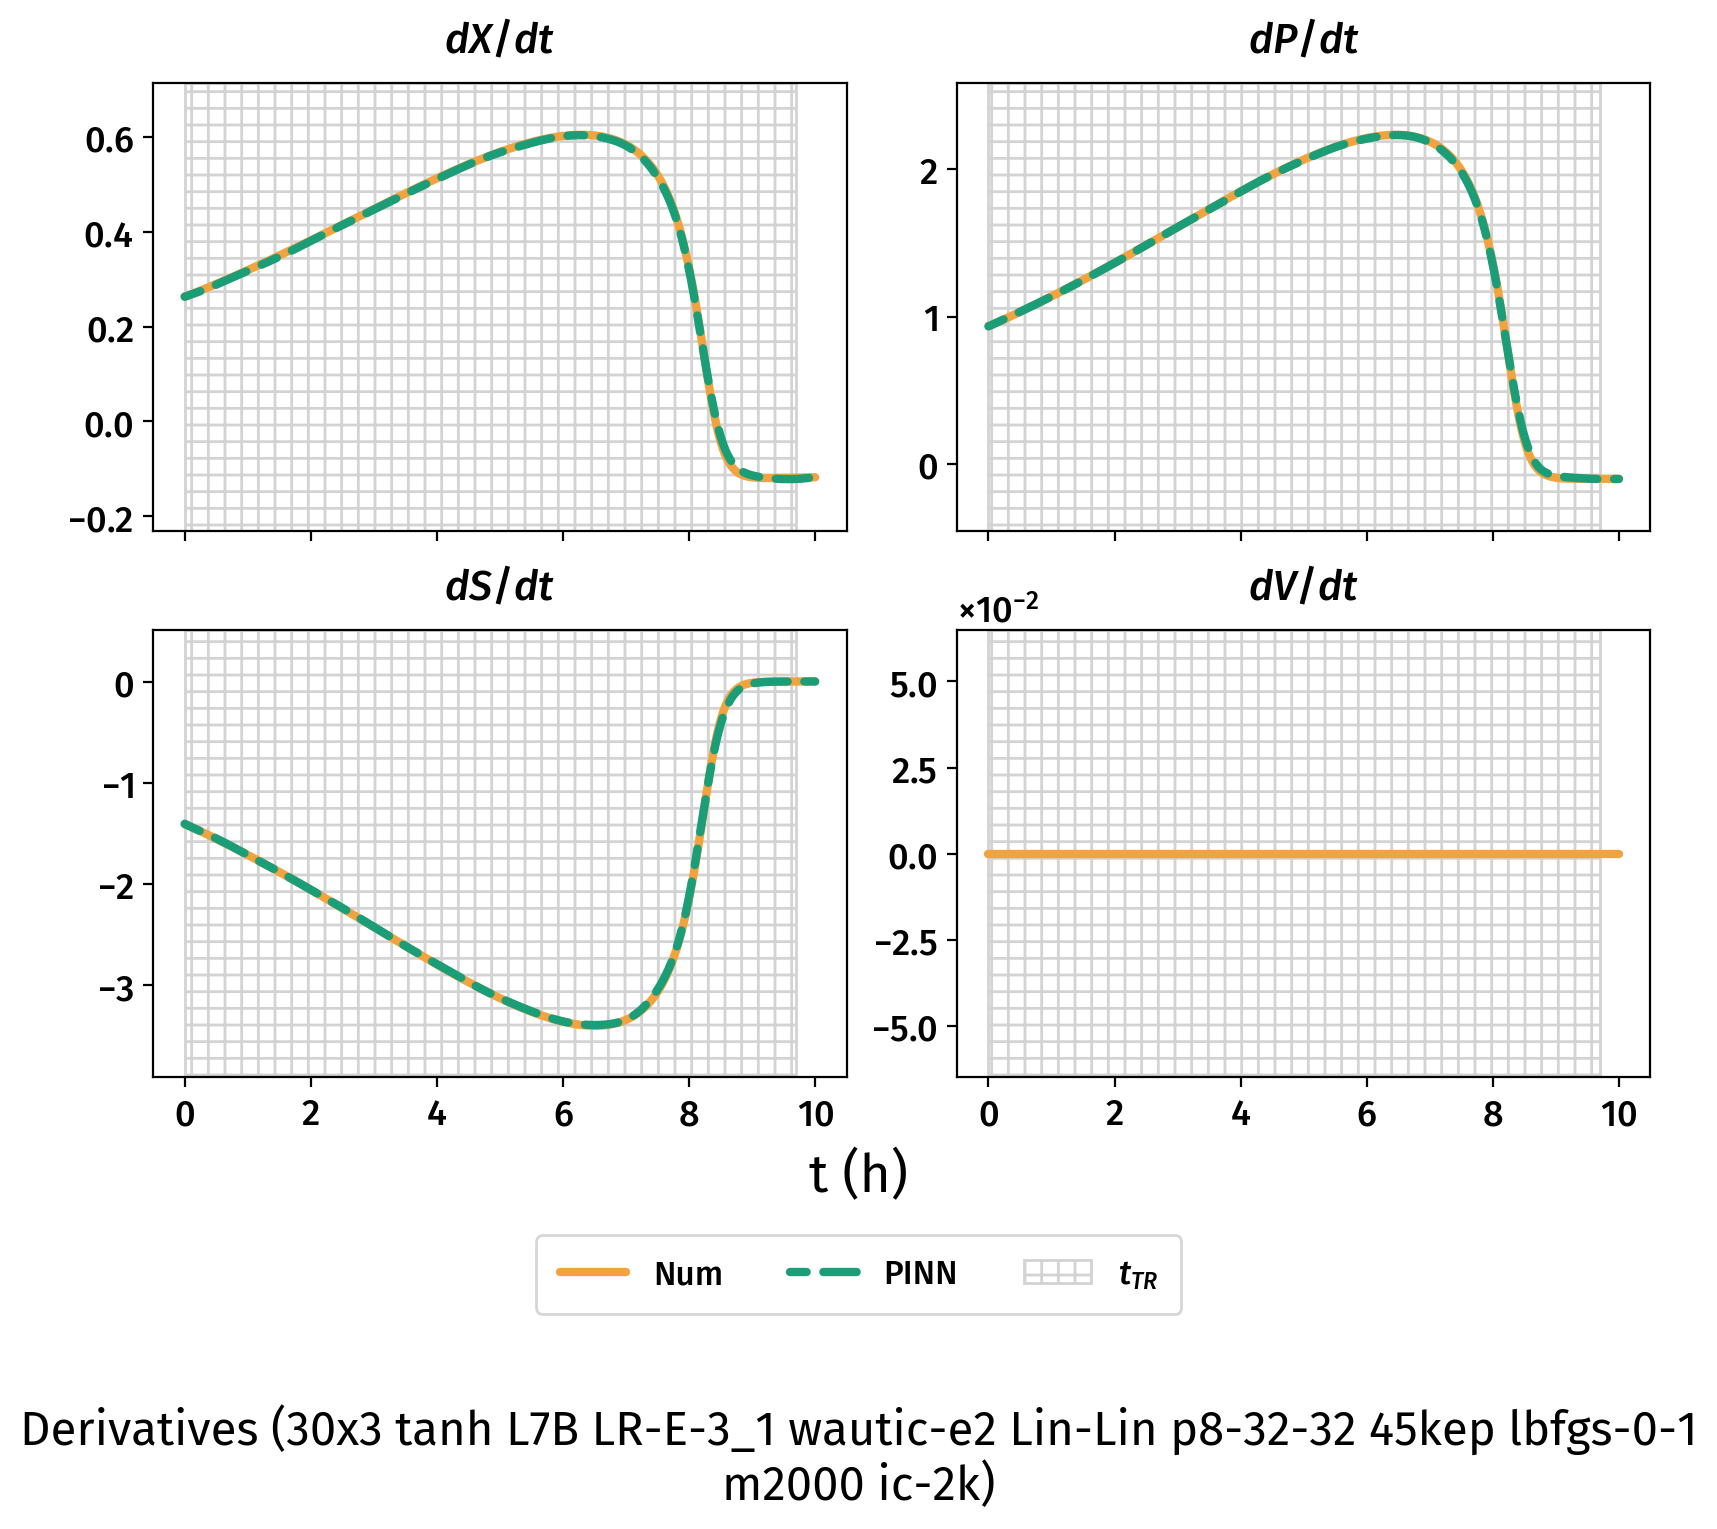 dX/dt
dP/dt
0.6
0.4
0.2
0.0
−0.2
2
1
0
dS/dt
dV/dt
×10⁻²
0
−1
−2
−3
5.0
2.5
0.0
−2.5
−5.0
0 2 4 6 8 10
0 2 4 6 8 10
t (h)
Num PINN t_TR
Derivatives (30x3 tanh L7B LR-E-3_1 wautic-e2 Lin-Lin p8-32-32 45kep lbfgs-0-1
m2000 ic-2k)